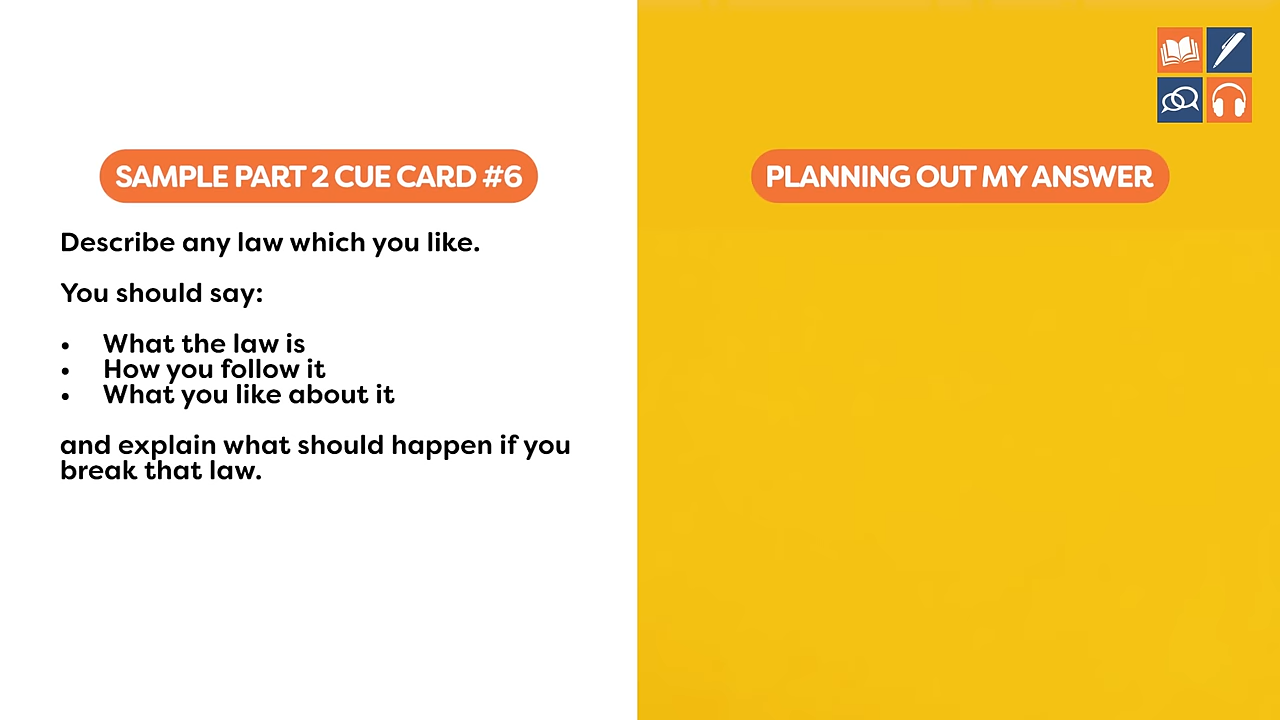 SAMPLE PART 2 CUE CARD #6
Describe any law which you like.
You should say:
• What the law is
• How you follow it
• What you like about it
and explain what should happen if you
break that law.
PLANNING OUT MY ANSWER